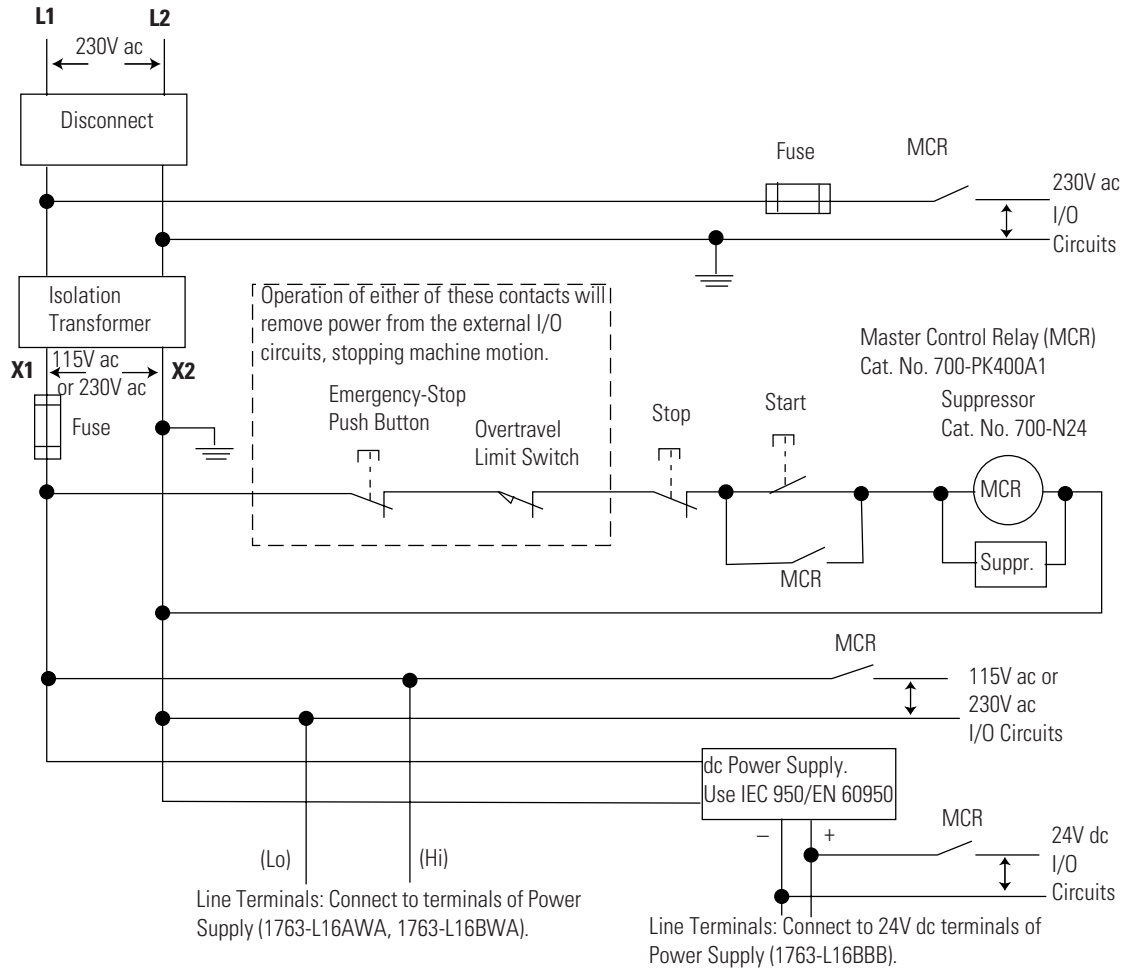 L1
L2
230V ac
Disconnect
Fuse
MCR
230V ac
I/O
Circuits
Isolation
Transformer
Operation of either of these contacts will
remove power from the external I/O
circuits, stopping machine motion.
X1
115V ac
or 230V ac
X2
Fuse
Emergency-Stop
Push Button
Overtravel
Limit Switch
Stop
Start
Master Control Relay (MCR)
Cat. No. 700-PK400A1
Suppressor
Cat. No. 700-N24
MCR
MCR
Suppr.
MCR
115V ac or
230V ac
I/O Circuits
dc Power Supply.
Use IEC 950/EN 60950
–
+
MCR
24V dc
I/O
Circuits
(Lo)
(Hi)
Line Terminals: Connect to terminals of Power
Supply (1763-L16AWA, 1763-L16BWA).
Line Terminals: Connect to 24V dc terminals of
Power Supply (1763-L16BBB).